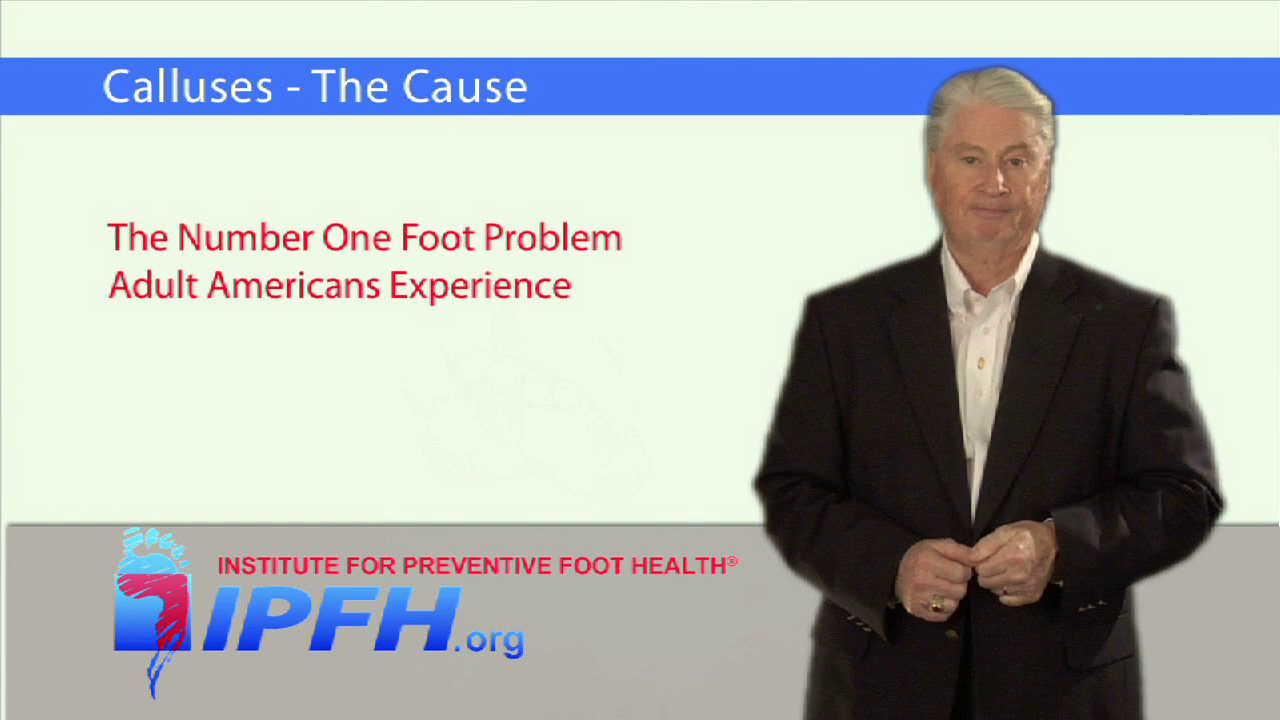 Calluses - The Cause
The Number One Foot Problem
Adult Americans Experience
INSTITUTE FOR PREVENTIVE FOOT HEALTH®
IPFH.org